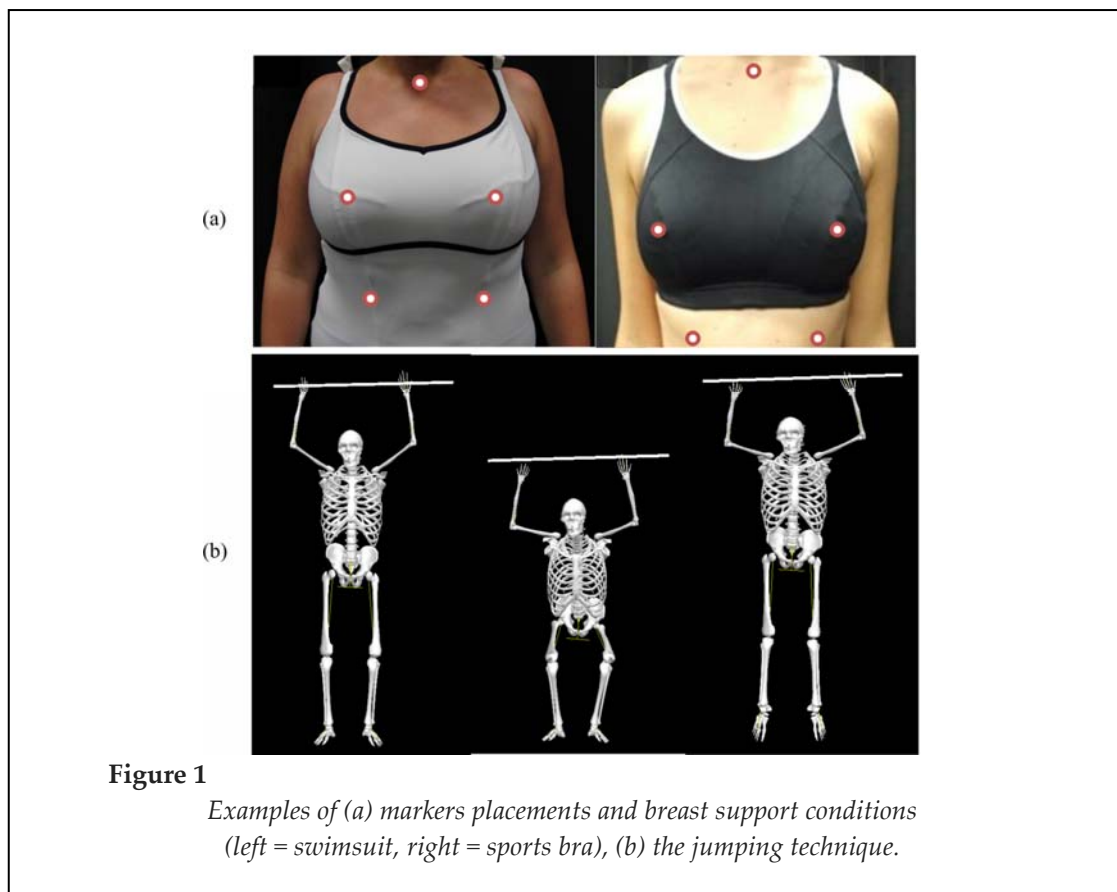 (a)
(b)
Figure 1
Examples of (a) markers placements and breast support conditions
(left = swimsuit, right = sports bra), (b) the jumping technique.